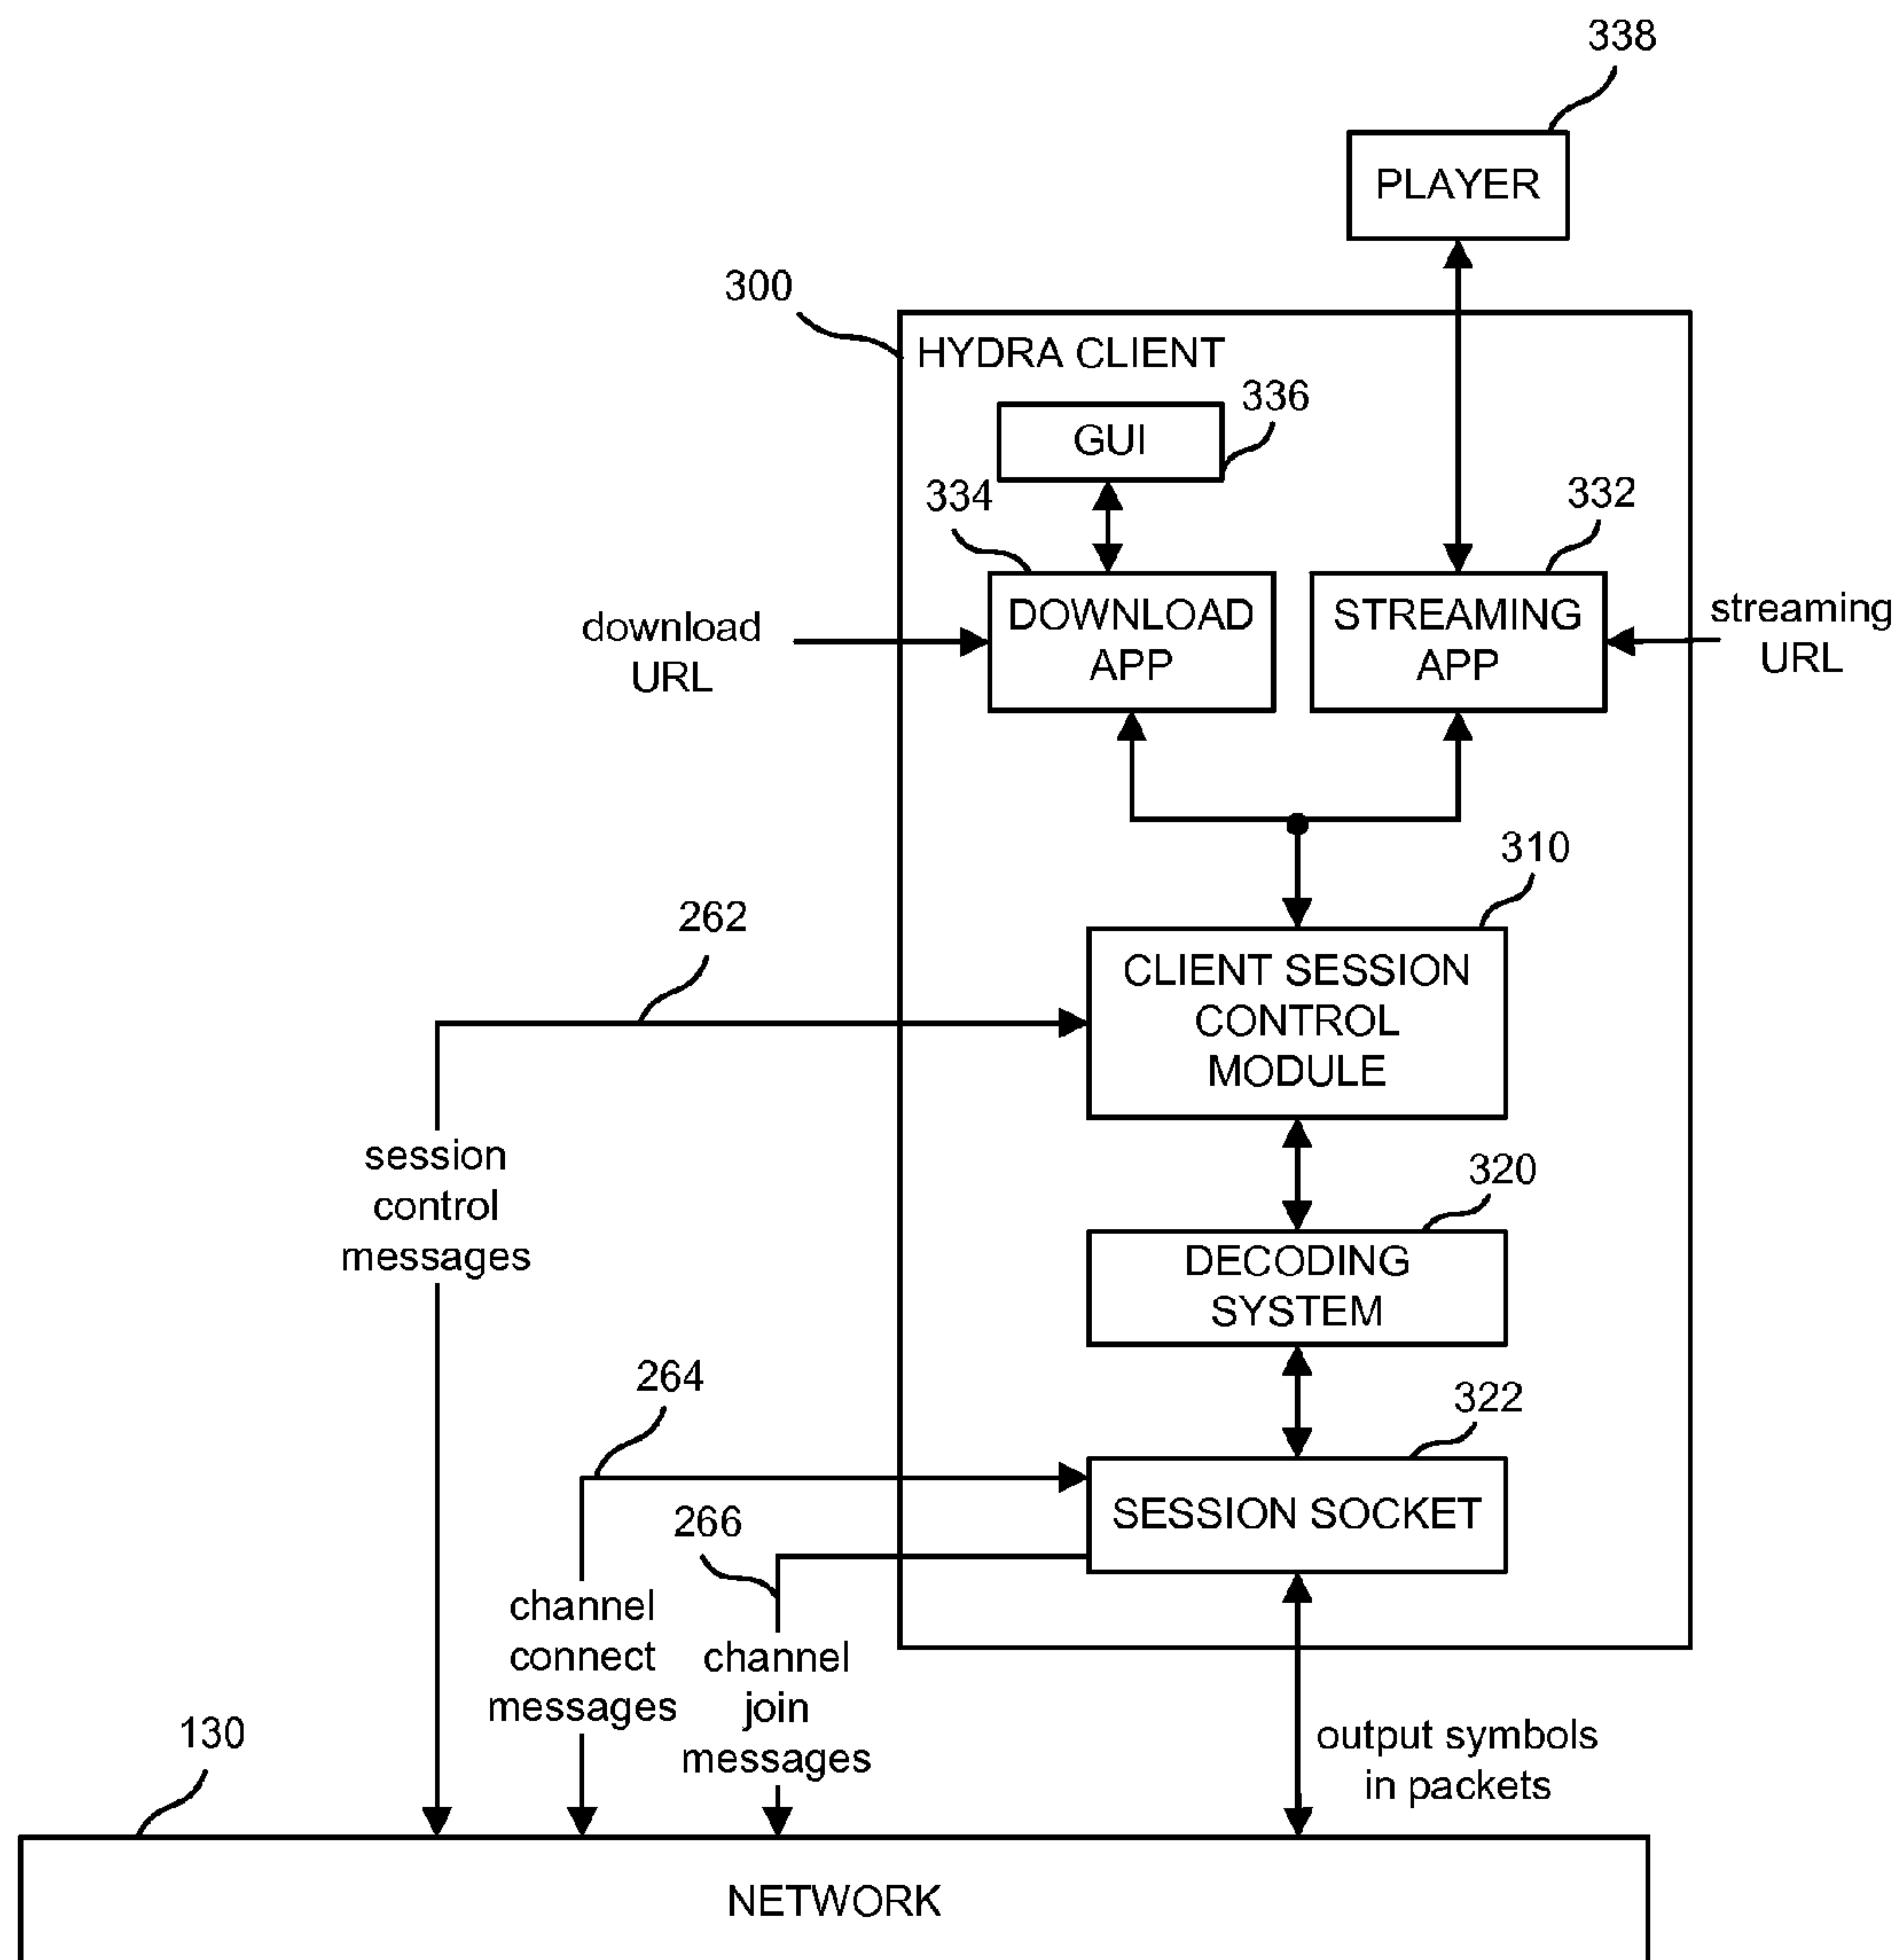 338
PLAYER
300
HYDRA CLIENT
336
GUI
334
332
download
URL
DOWNLOAD
APP
STREAMING
APP
streaming
URL
310
262
CLIENT SESSION
CONTROL
MODULE
session
control
messages
320
DECODING
SYSTEM
264
322
266
SESSION SOCKET
channel
connect
messages
channel
join
messages
130
output symbols
in packets
NETWORK